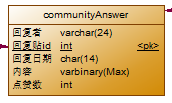 communityAnswer
回复者 varchar(24)
回复贴id int <pk>
回复日期 char(14)
内容 varbinary(Max)
点赞数 int